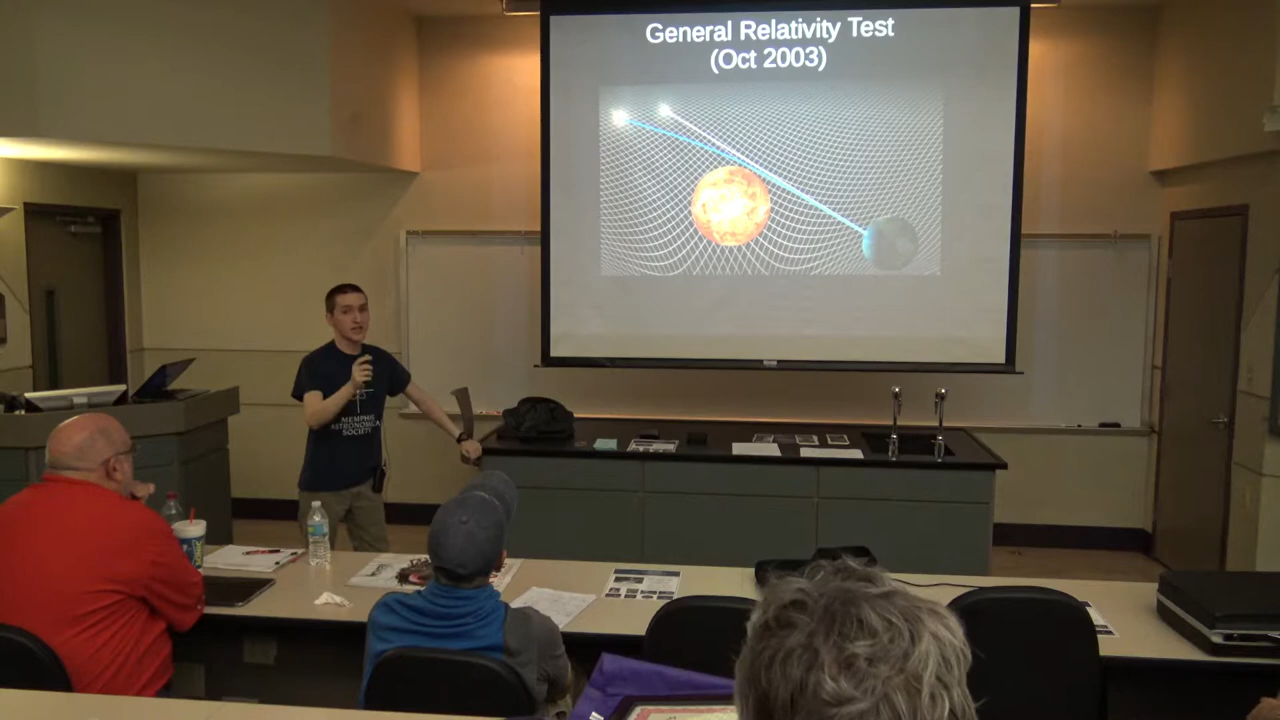 General Relativity Test
(Oct 2003)
MEMPHIS
ASTRONOMICAL
SOCIETY